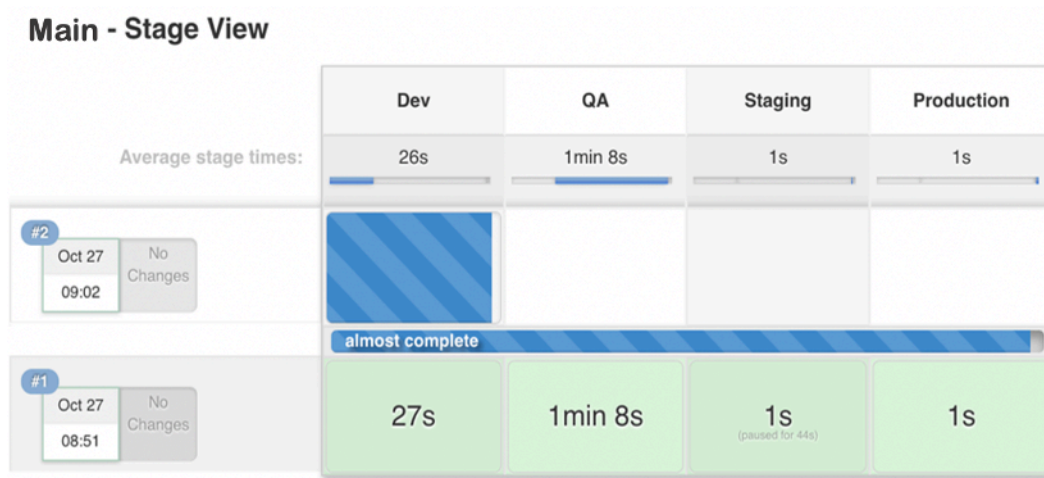 Main - Stage View
Dev QA Staging Production
Average stage times: 26s 1min 8s 1s 1s
#2
Oct 27 No
Changes
09:02
almost complete
#1
Oct 27 No
Changes
08:51
27s 1min 8s 1s 1s
(paused for 44s)